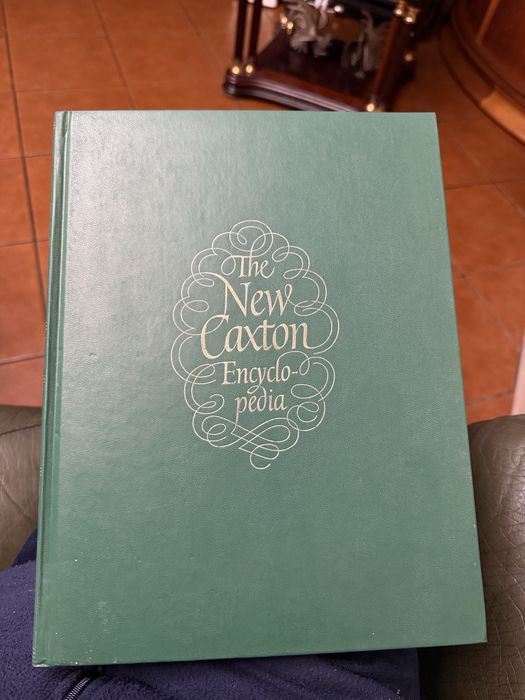 The
New
Caxton
Encyclo-
pedia